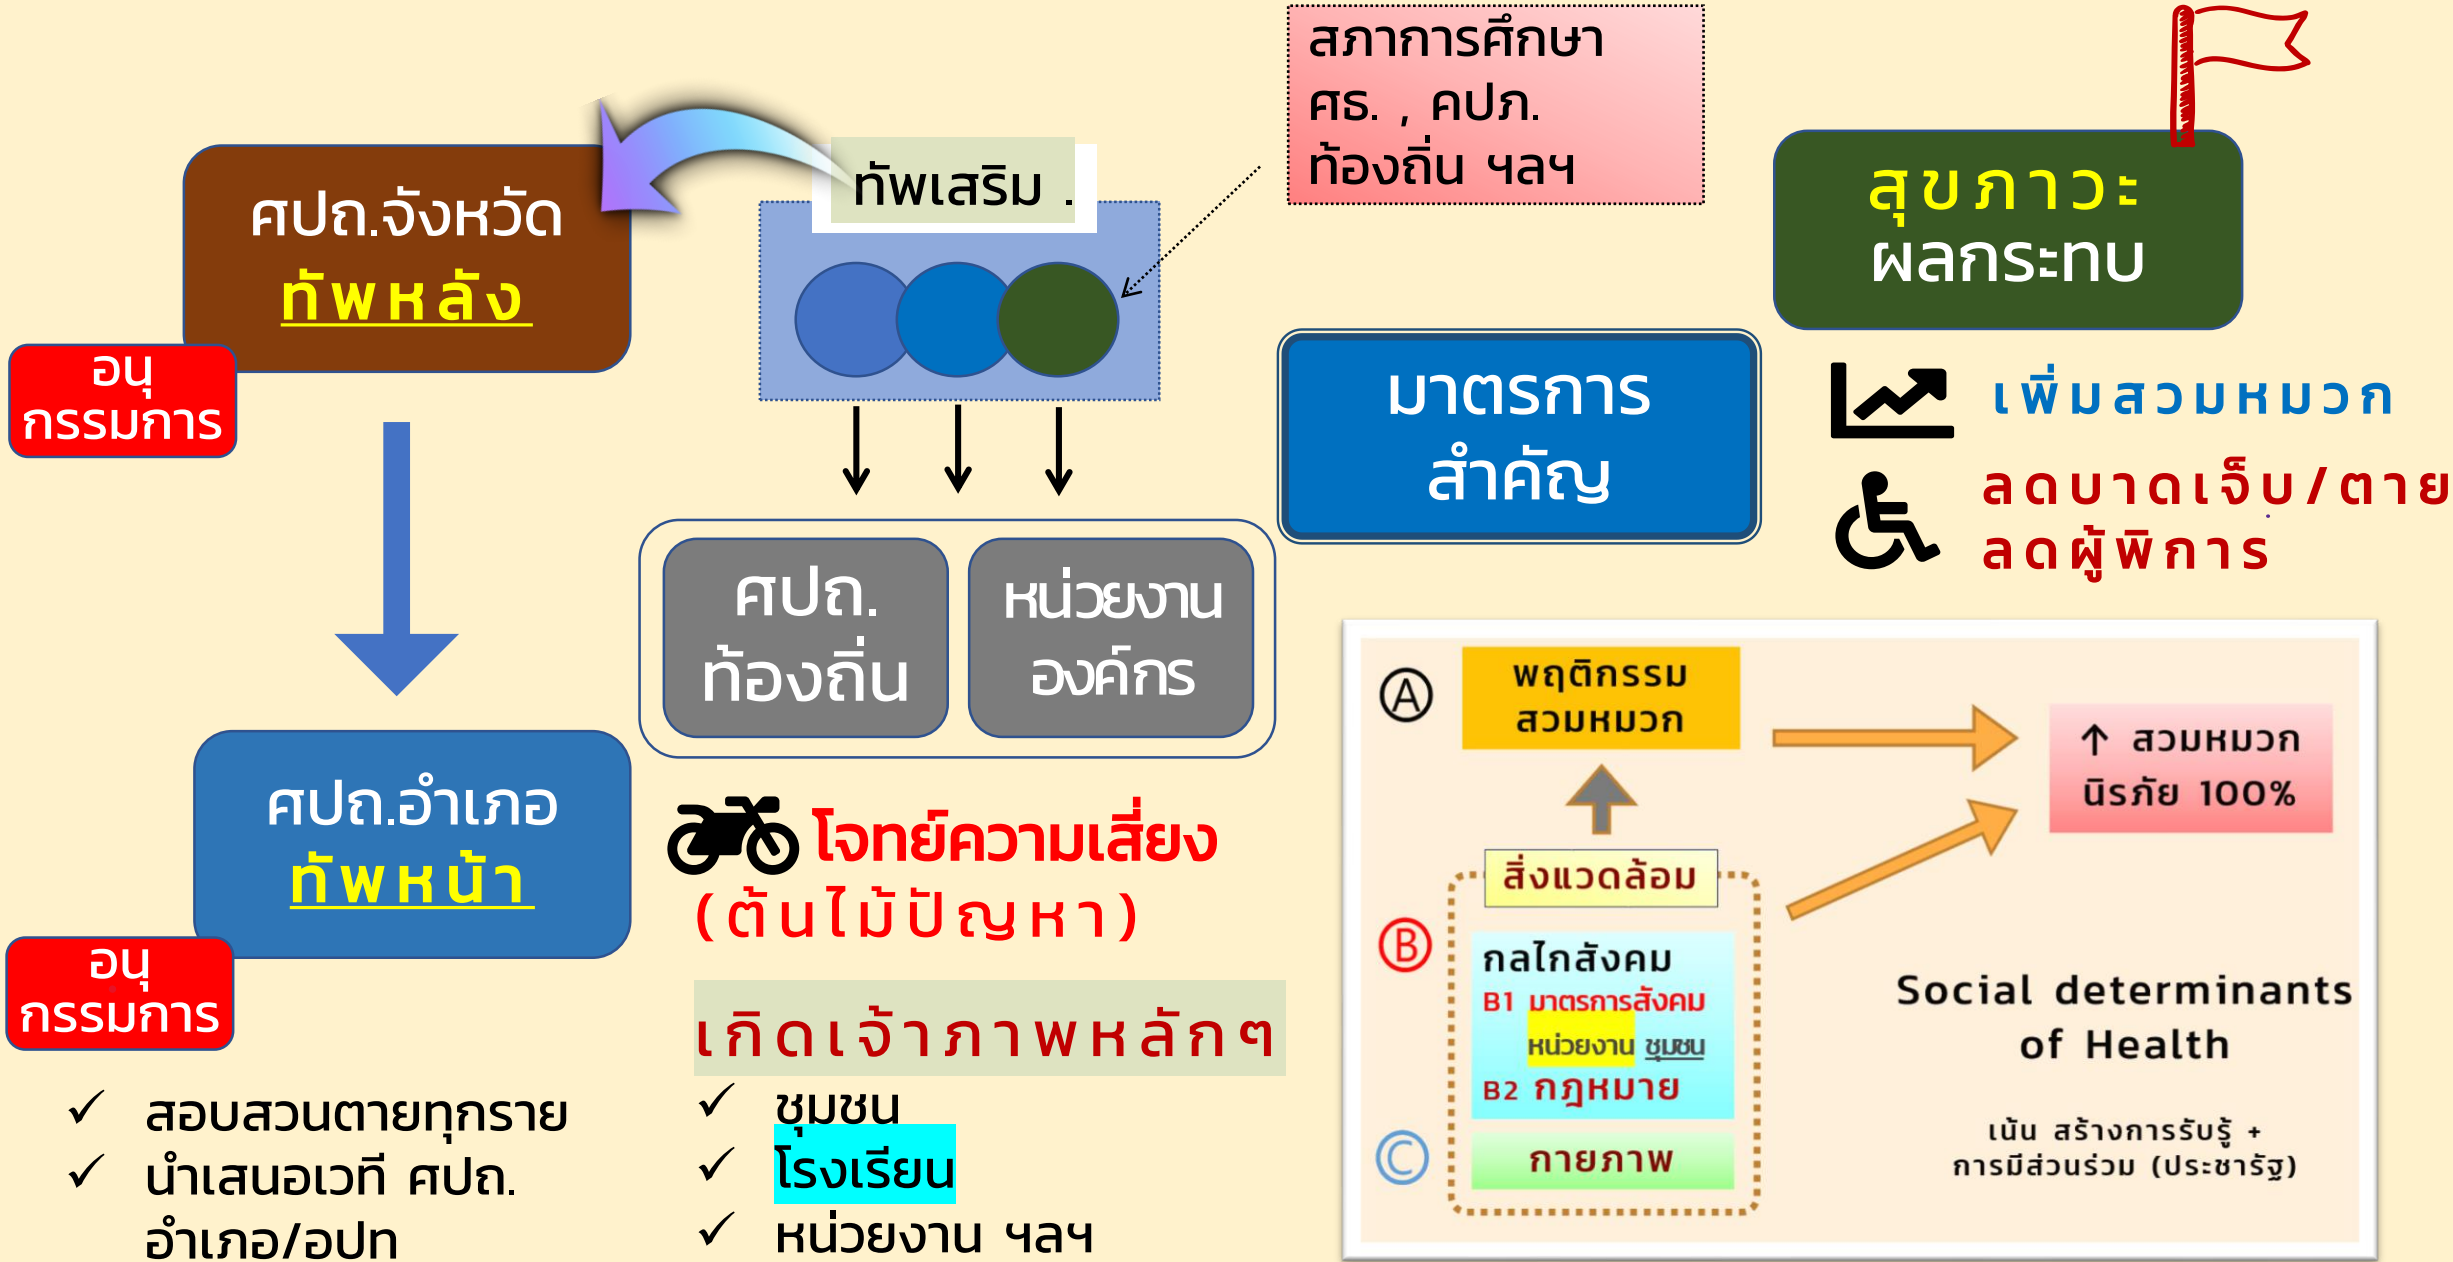 สภาการศึกษา
ศธ. , คปภ.
ท้องถิ่น ฯลฯ
ศปถ.จังหวัด
ทัพหลัง
อนุ
กรรมการ
ทัพเสริม .
สุขภาวะ
ผลกระทบ
มาตรการ
สำคัญ
เพิ่มสวมหมวก
ลดบาดเจ็บ/ตาย
ลดผู้พิการ
ศปถ.
ท้องถิ่น
หน่วยงาน
องค์กร
ศปถ.อำเภอ
ทัพหน้า
อนุ
กรรมการ
✓ สอบสวนตายทุกราย
✓ นำเสนอเวที ศปถ.
อำเภอ/อปท
โจทย์ความเสี่ยง
(ต้นไม้ปัญหา)
เกิดเจ้าภาพหลักๆ
✓ ชุมชน
✓ โรงเรียน
✓ หน่วยงาน ฯลฯ
A
พฤติกรรม
สวมหมวก
↑ สวมหมวก
นิรภัย 100%
สิ่งแวดล้อม
B
กลไกสังคม
B1 มาตรการสังคม
หน่วยงาน ชุมชน
B2 กฎหมาย
C
กายภาพ
Social determinants
of Health
เน้น สร้างการรับรู้ +
การมีส่วนร่วม (ประชารัฐ)